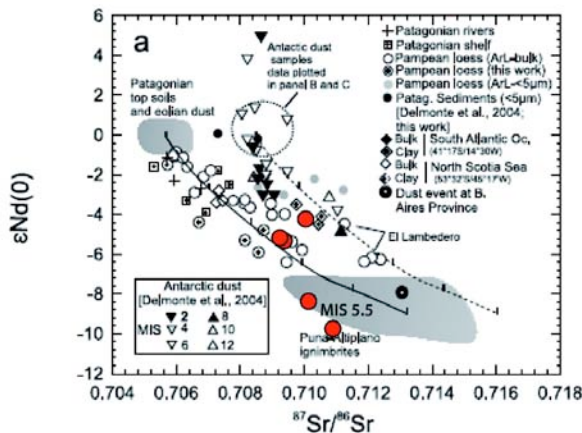 a
Antactic dust
samples
data plotted
in panel B and C
Patagonian
top soils
and eolian dust
Patagonian rivers
Patagonian shelf
Pampean loess (ArL=bulk)
Pampean loess (this work)
Pampean loess (ArL-<5µm)
Patag. Sediments (<5µm)
[Delmonte et al., 2004;
this work]
Bulk
Clay
South Atlantic Oc,
(41°17S/14°30W)
Bulk
Clay
North Scotia Sea
Dust event at B.
Aires Province
El Lambedero
MIS 5.5
Puna-Altiplano
ignimbrites
Antarctic dust
[Delmonte et al,, 2004]
MIS
2
4
6
8
10
12
εNd(0)
6
4
2
0
-2
-4
-6
-8
-10
-12
0.704 0.706 0.708 0.710 0.712 0.714 0.716 0.718
87Sr/86Sr